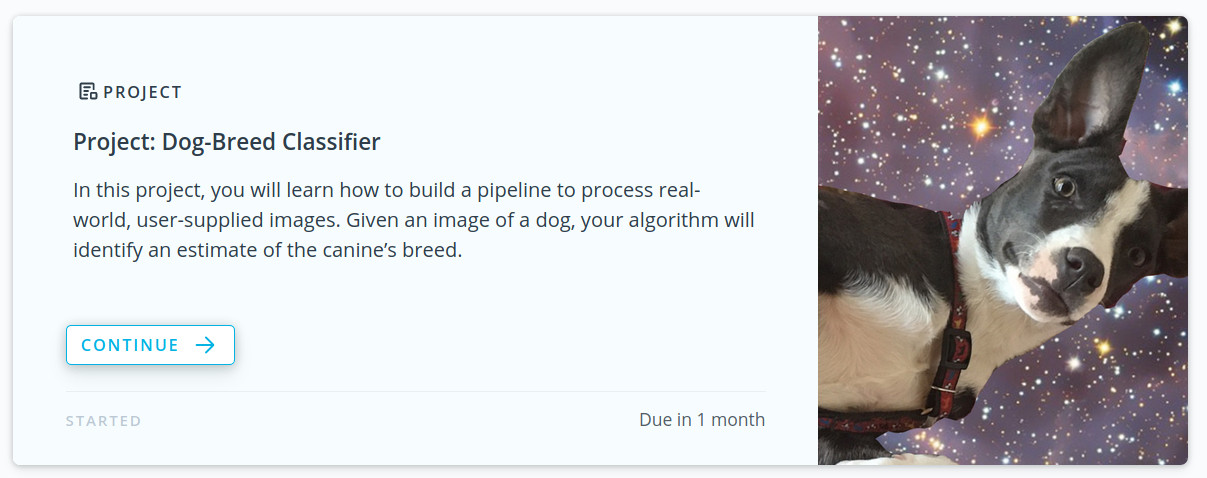 PROJECT
Project: Dog-Breed Classifier
In this project, you will learn how to build a pipeline to process real-
world, user-supplied images. Given an image of a dog, your algorithm will
identify an estimate of the canine’s breed.
CONTINUE
STARTED
Due in 1 month